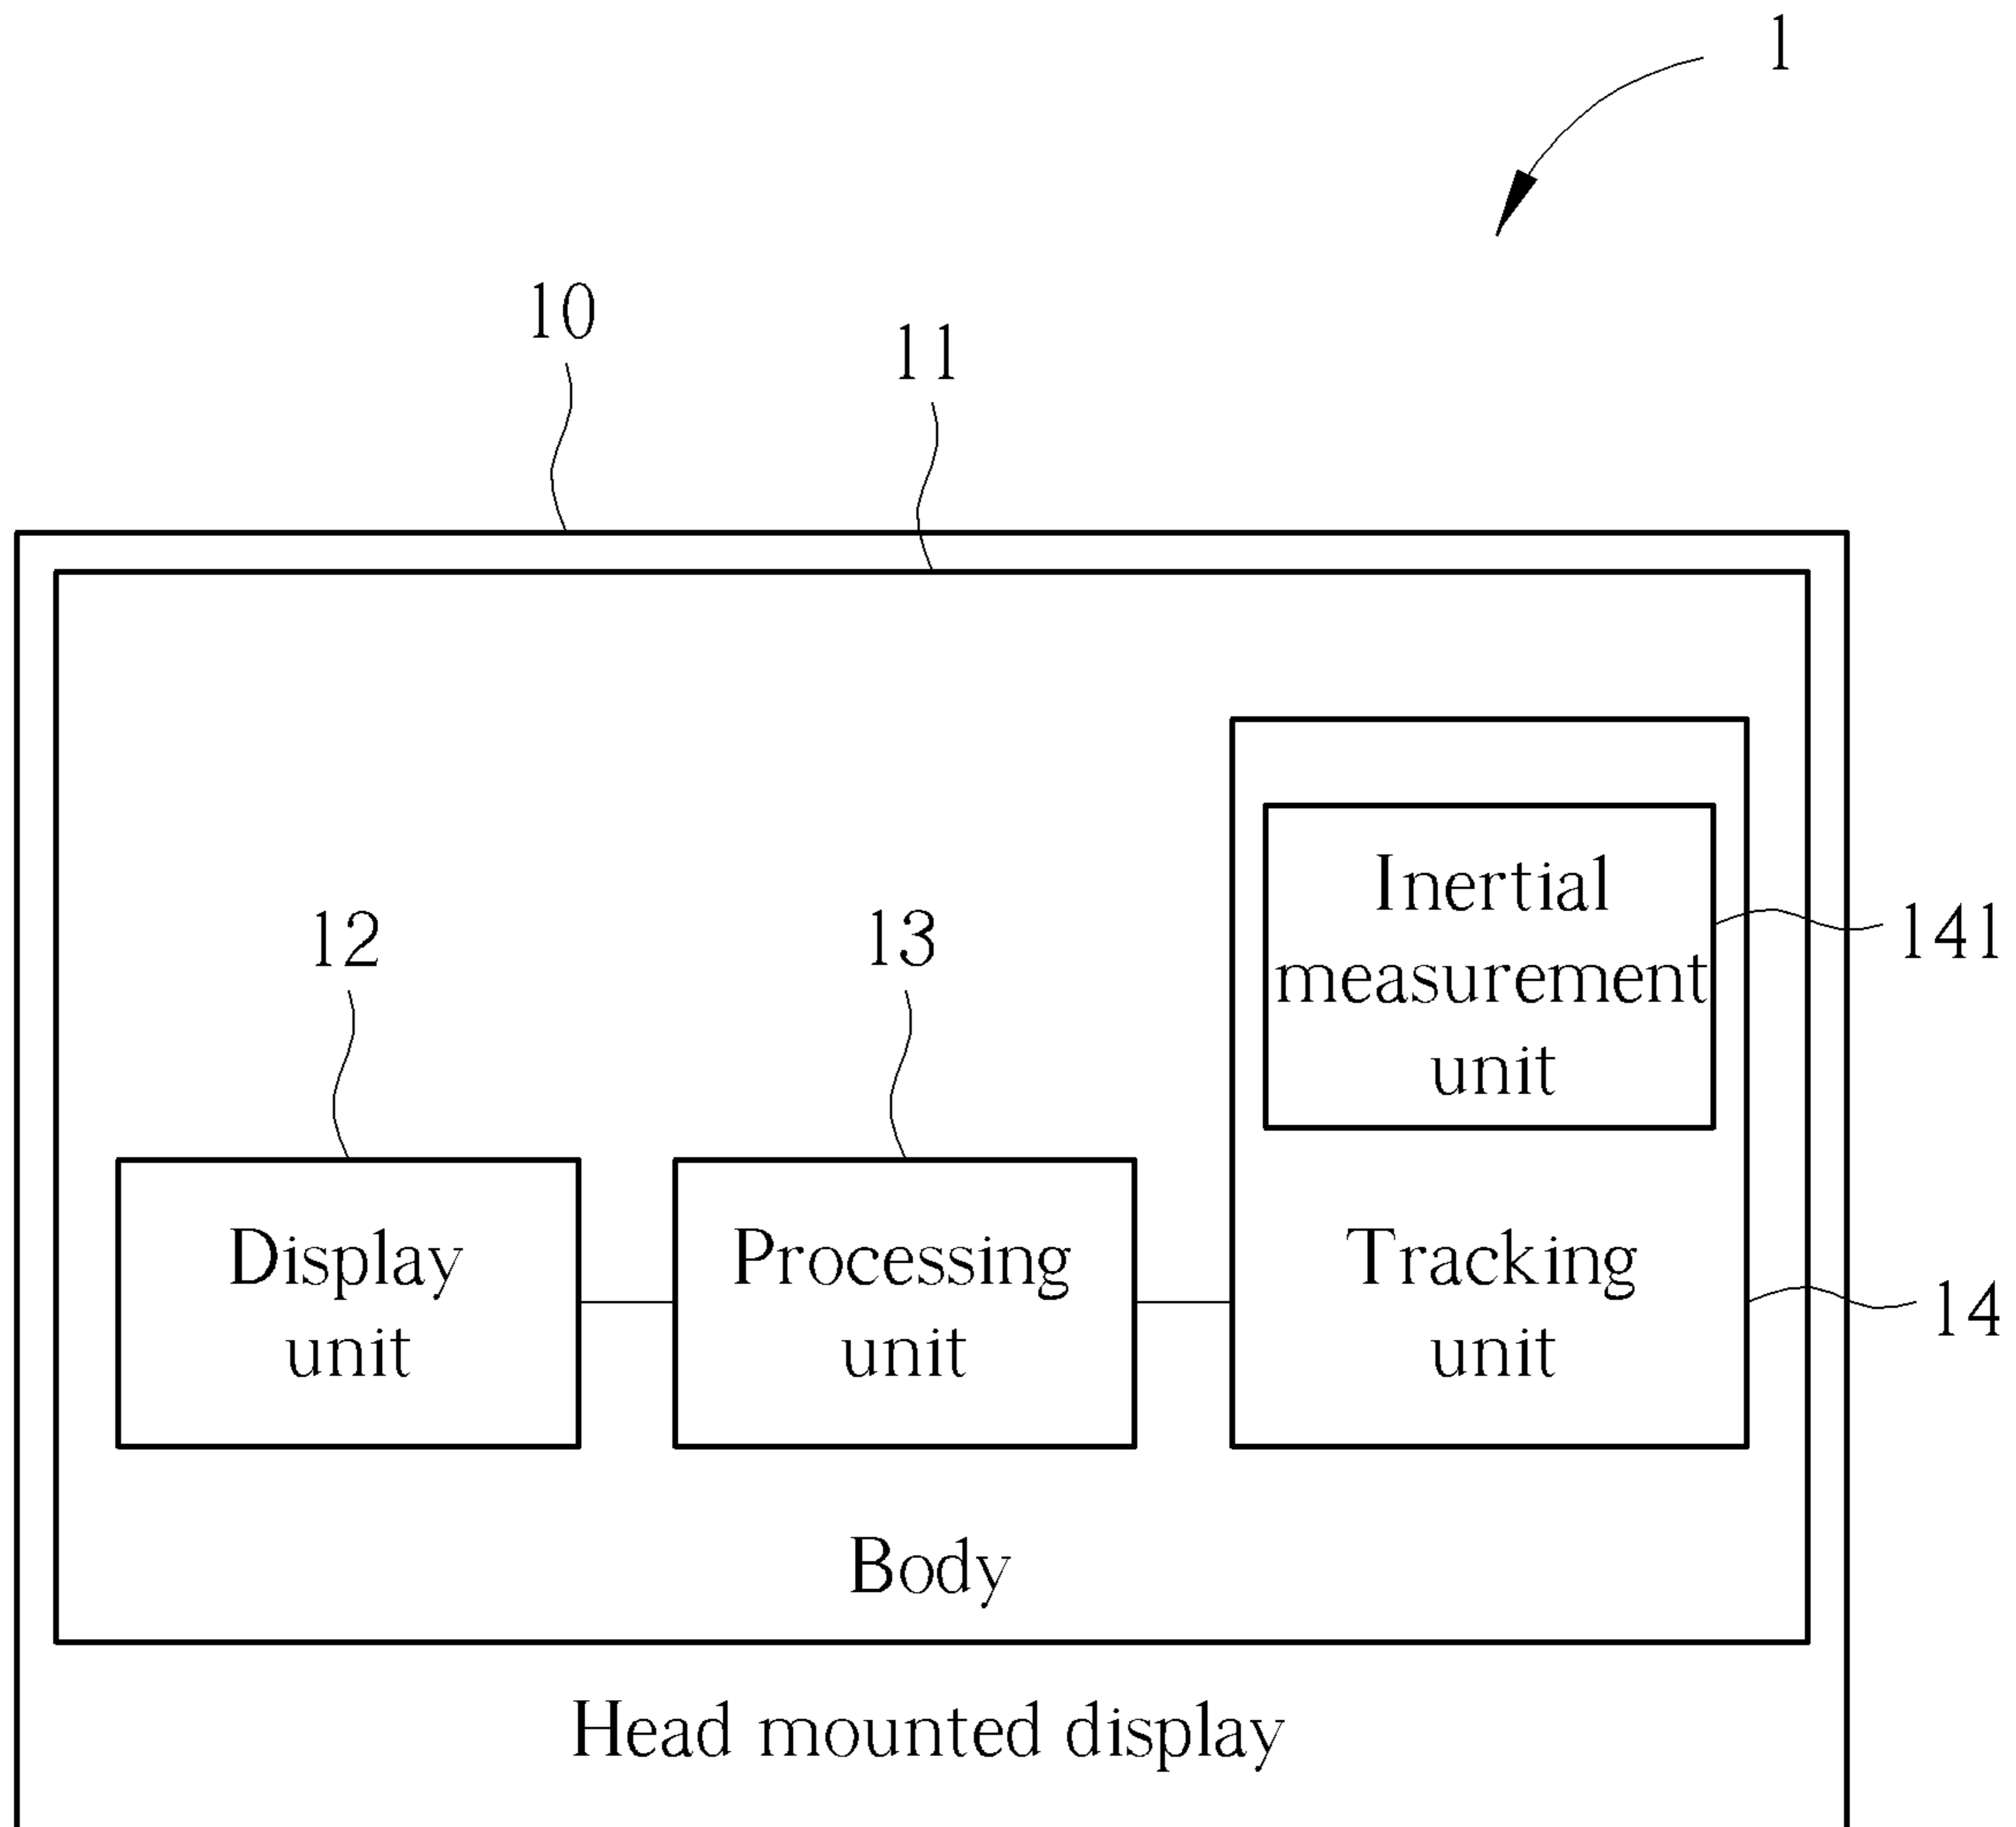 1
10
11
Inertial
measurement
unit
141
12
13
Display
unit
Processing
unit
Tracking
unit
14
Body
Head mounted display